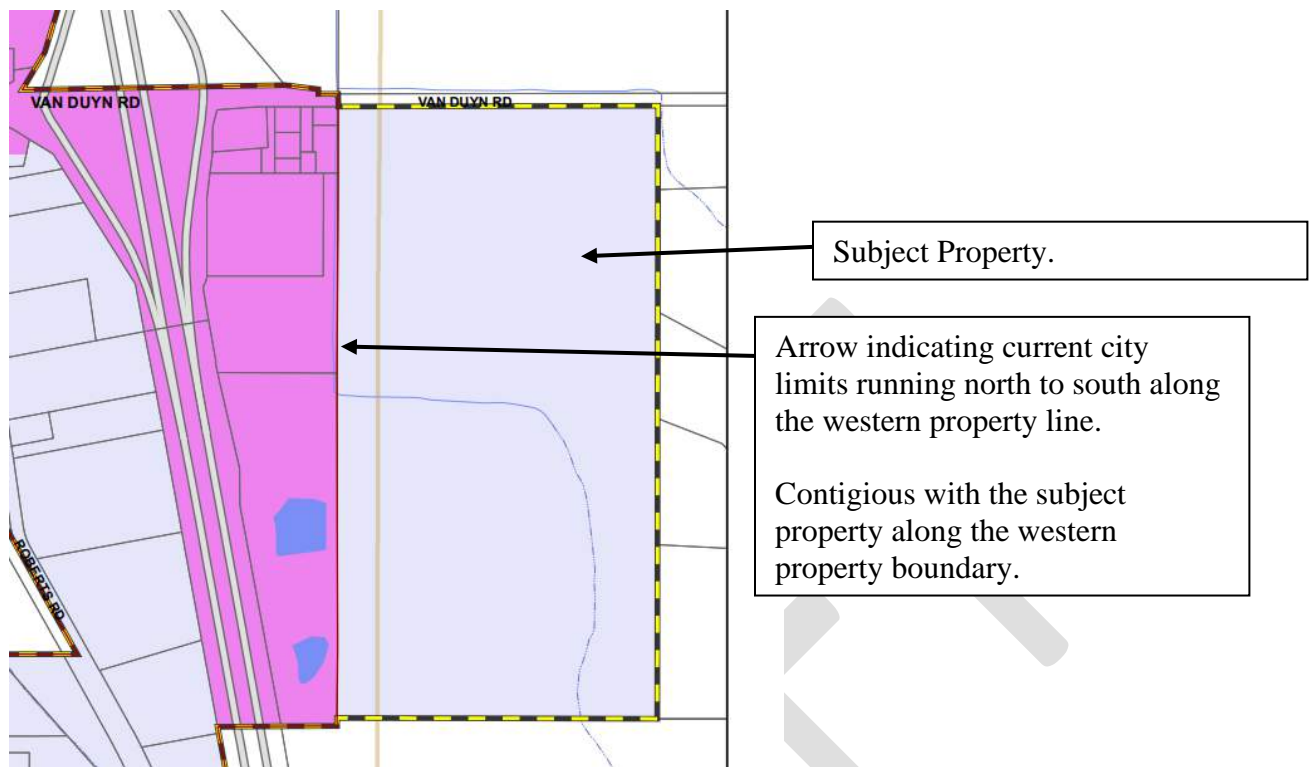 VAN DUYN RD
VAN DUYN RD
Subject Property.
Arrow indicating current city
limits running north to south along
the western property line.
Contigious with the subject
property along the western
property boundary.
ROBERTS RD